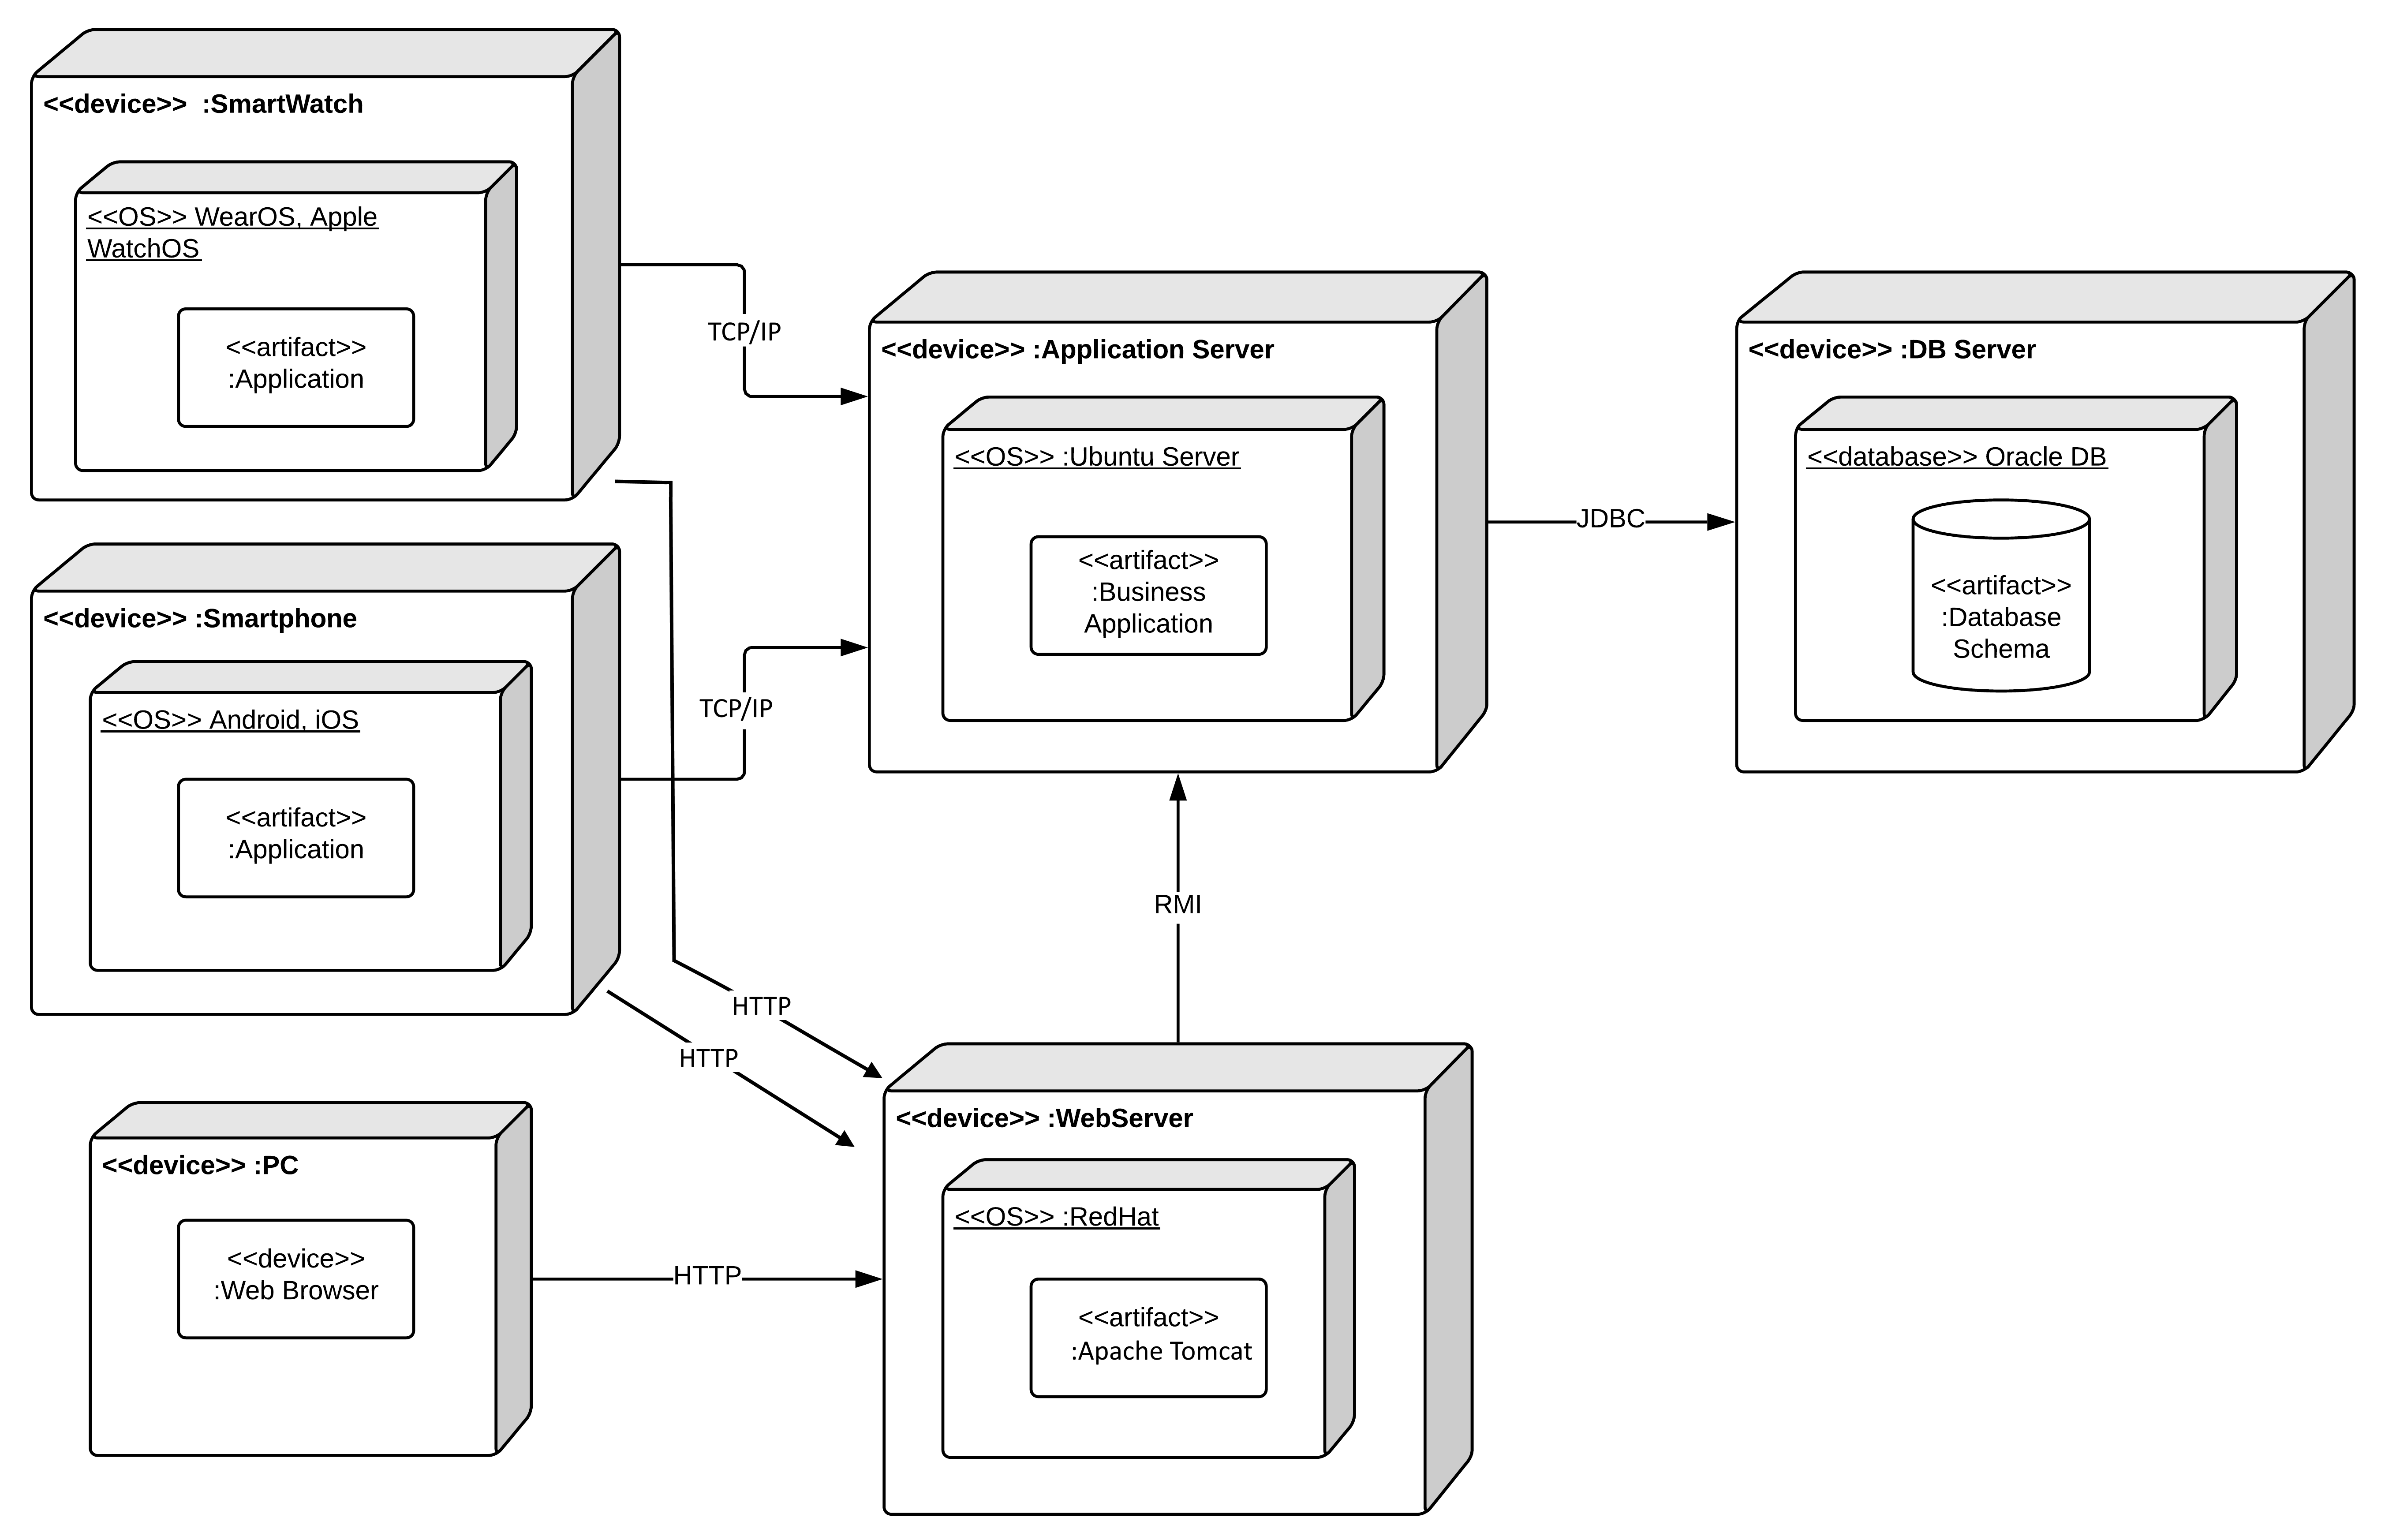 <<device>>  :SmartWatch
<<OS>> WearOS, Apple
WatchOS
<<artifact>>
:Application
TCP/IP
<<device>> :Application Server
<<OS>> :Ubuntu Server
<<artifact>>
:Business
Application
JDBC
<<device>> :DB Server
<<database>> Oracle DB
<<artifact>>
:Database
Schema
<<device>> :Smartphone
<<OS>> Android, iOS
<<artifact>>
:Application
TCP/IP
RMI
HTTP
HTTP
<<device>> :PC
<<device>>
:Web Browser
HTTP
<<device>> :WebServer
<<OS>> :RedHat
<<artifact>>
:Apache Tomcat